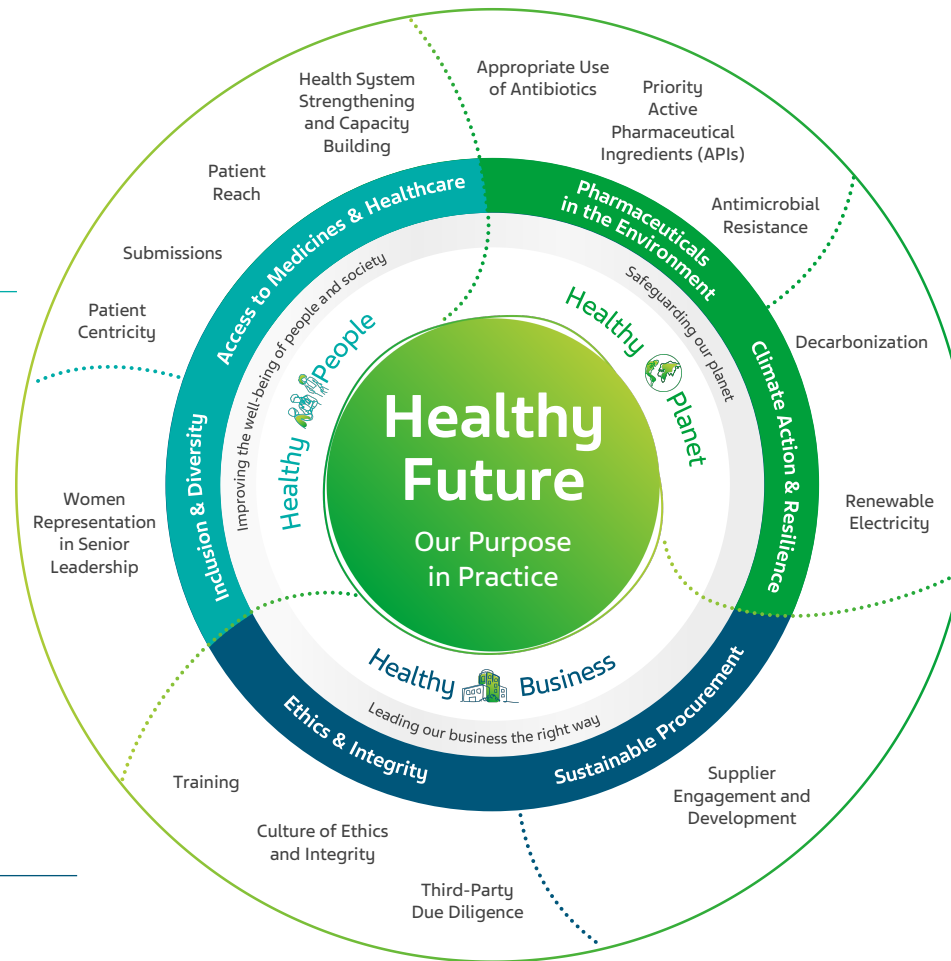 Healthy
Future
Our Purpose
in Practice
Healthy People
Improving the well-being of people and society
Access to Medicines & Healthcare
Health System
Strengthening
and Capacity
Building
Patient
Reach
Submissions
Patient
Centricity
Inclusion & Diversity
Women
Representation
in Senior
Leadership
Healthy Planet
Safeguarding our planet
Pharmaceuticals
in the Environment
Appropriate Use
of Antibiotics
Priority
Active
Pharmaceutical
Ingredients (APIs)
Antimicrobial
Resistance
Climate Action & Resilience
Decarbonization
Renewable
Electricity
Healthy Business
Leading our business the right way
Sustainable Procurement
Supplier
Engagement and
Development
Ethics & Integrity
Training
Culture of Ethics
and Integrity
Third-Party
Due Diligence